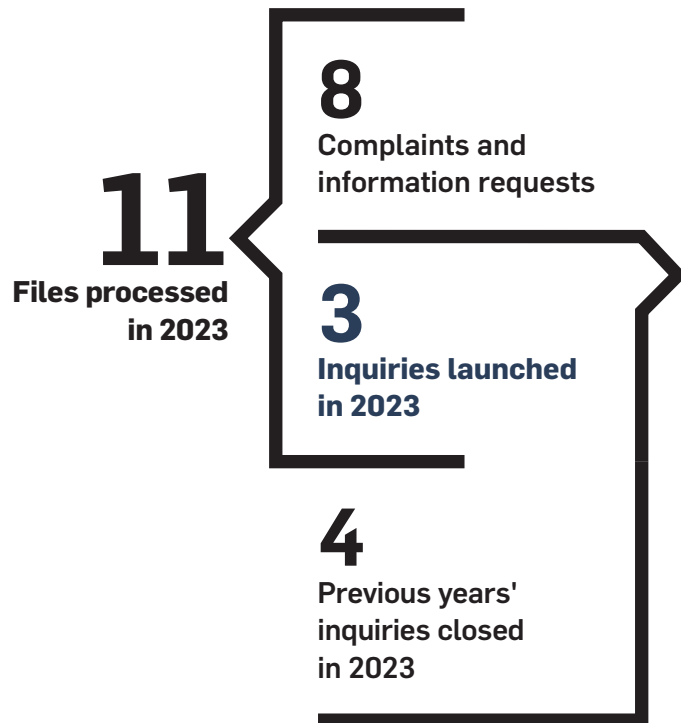 8
Complaints and
information requests
11
Files processed
in 2023
3
Inquiries launched
in 2023
4
Previous years'
inquiries closed
in 2023